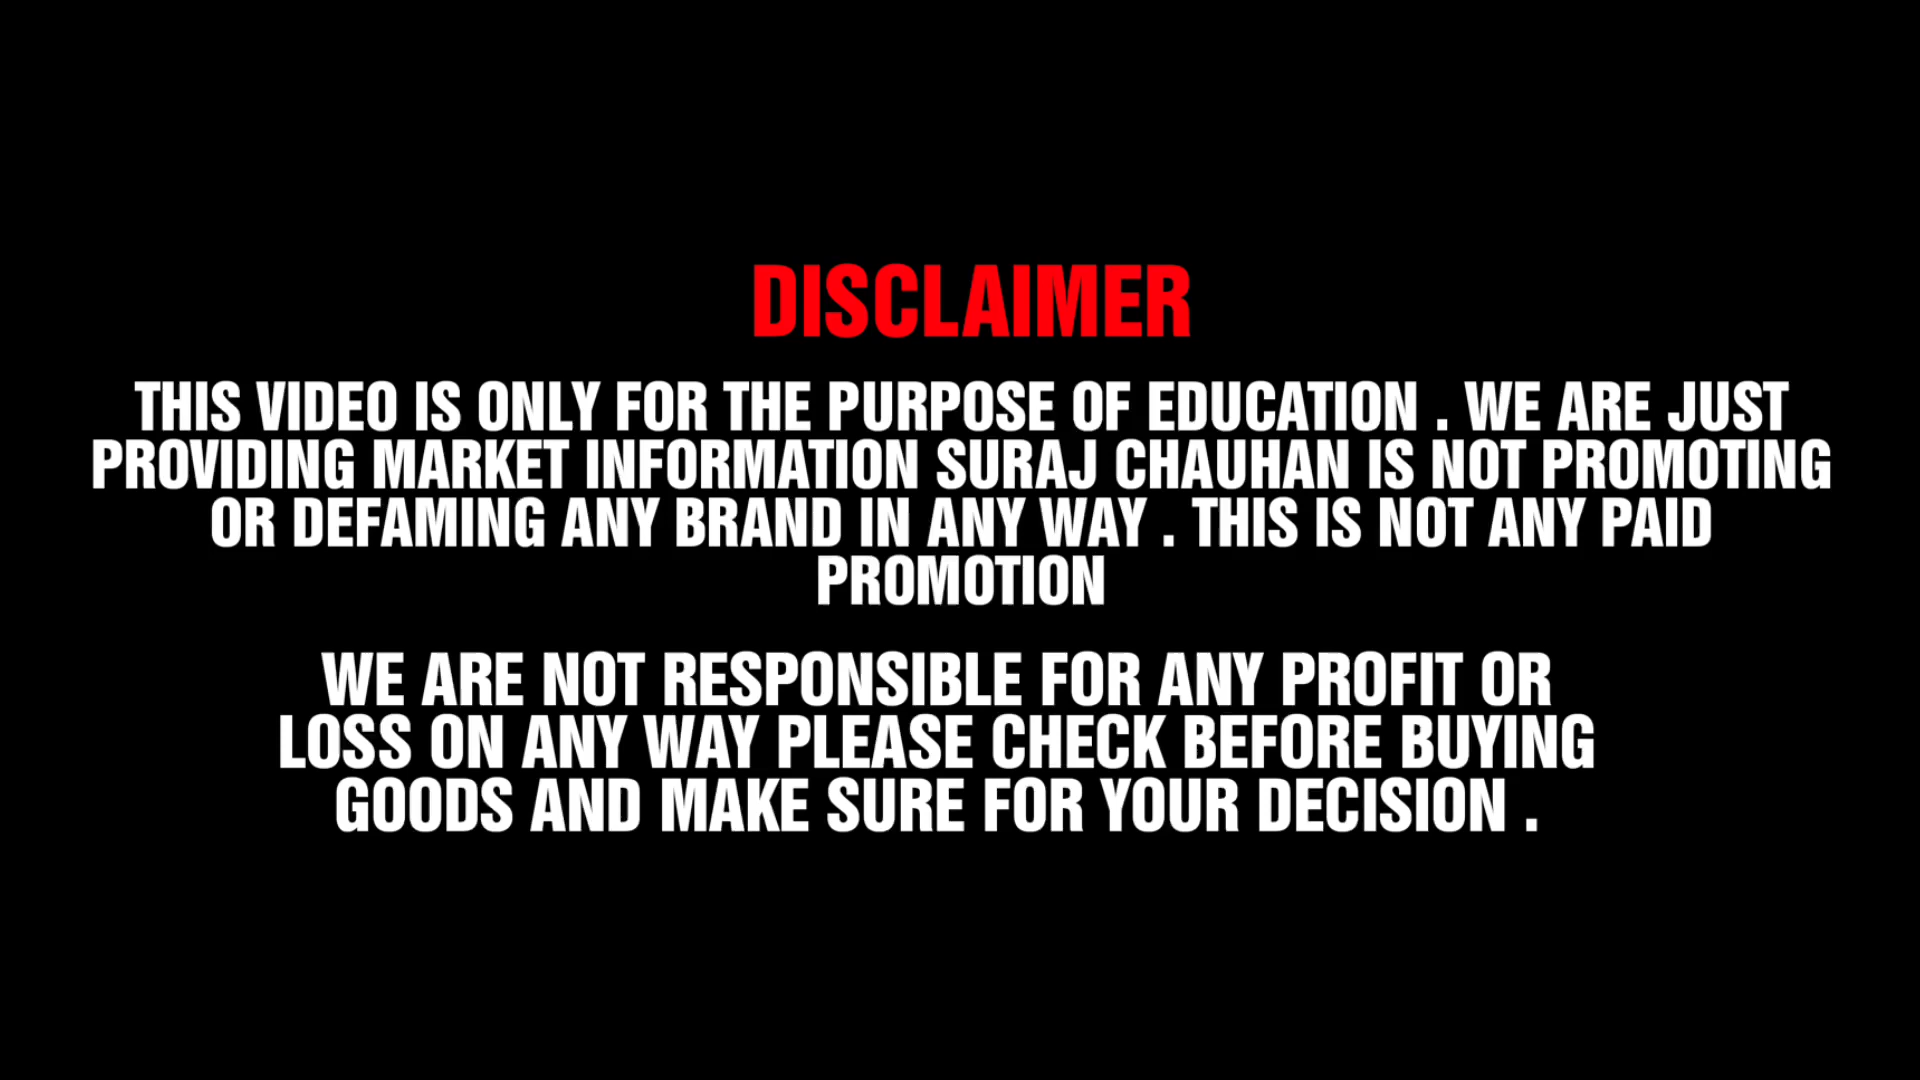 DISCLAIMER
THIS VIDEO IS ONLY FOR THE PURPOSE OF EDUCATION . WE ARE JUST
PROVIDING MARKET INFORMATION SURAJ CHAUHAN IS NOT PROMOTING
OR DEFAMING ANY BRAND IN ANY WAY . THIS IS NOT ANY PAID
PROMOTION
WE ARE NOT RESPONSIBLE FOR ANY PROFIT OR
LOSS ON ANY WAY PLEASE CHECK BEFORE BUYING
GOODS AND MAKE SURE FOR YOUR DECISION .